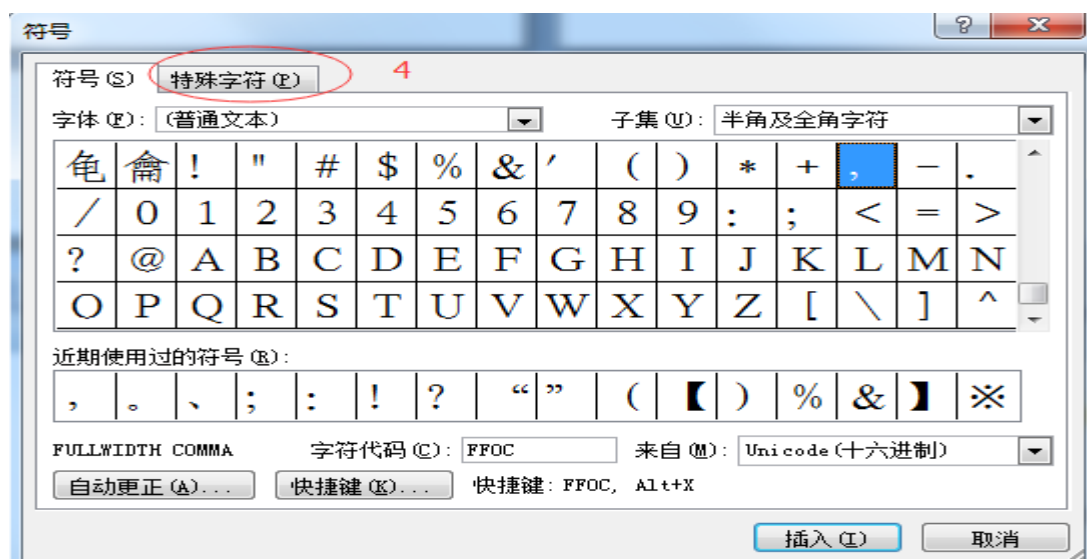 符号
符号(S) 特殊字符(P) 4
字体(F): (普通文本) 子集(U): 半角及全角字符
龟 龠 ! " # $ % & ' ( ) * + , － .
/ 0 1 2 3 4 5 6 7 8 9 : ; < = >
? @ A B C D E F G H I J K L M N
O P Q R S T U V W X Y Z [ \ ] ^
近期使用过的符号(R):
， 。 、 ； ： ！ ？ “ ” （ 【 ） % & 】 ※
FULLWIDTH COMMA 字符代码(C): FF0C 来自(M): Unicode(十六进制)
自动更正(A)... 快捷键(K)... 快捷键: FF0C, Alt+X
插入(I) 取消